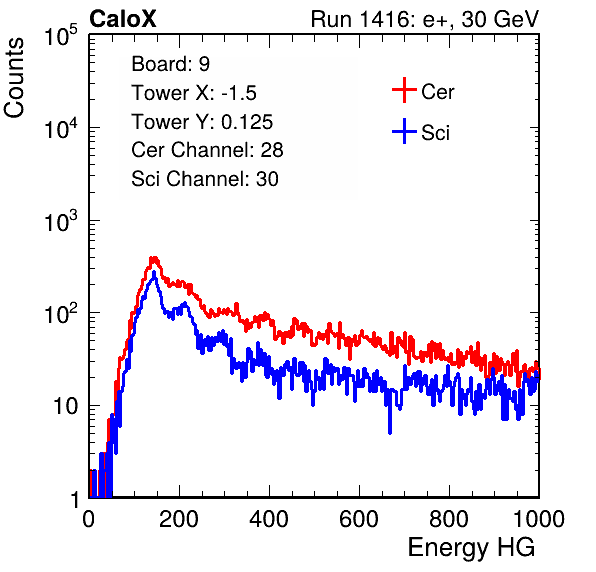 CaloX Run 1416: e+, 30 GeV
Counts
10^5
10^4
10^3
10^2
10
1
Board: 9
Tower X: -1.5
Tower Y: 0.125
Cer Channel: 28
Sci Channel: 30
Cer
Sci
0 200 400 600 800 1000
Energy HG